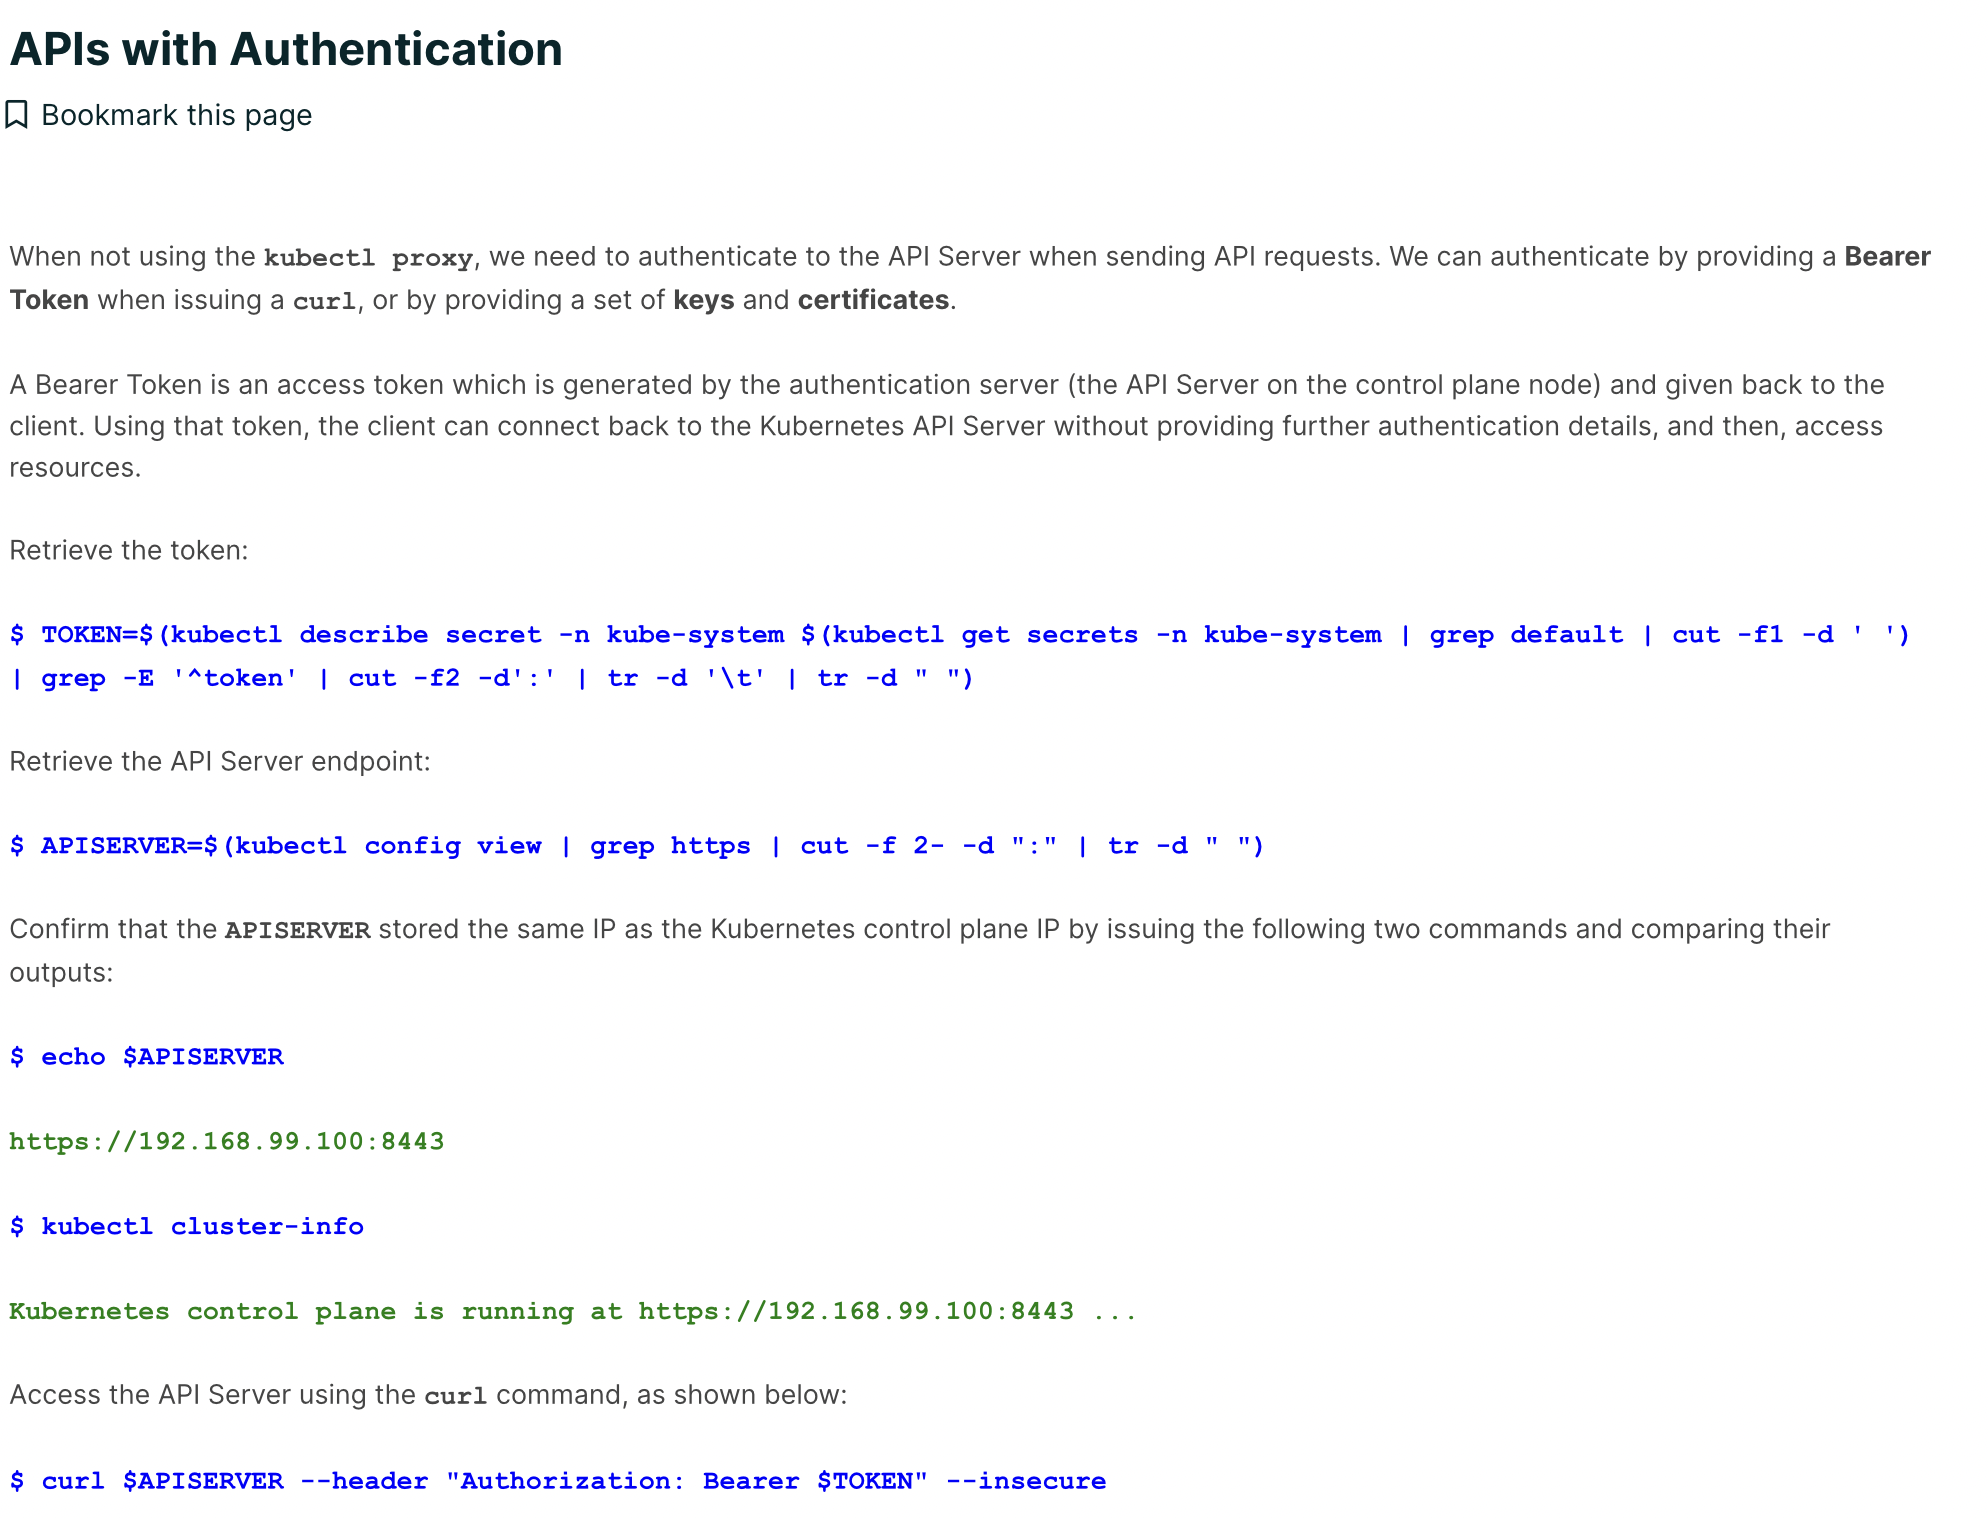 APIs with Authentication
Bookmark this page
When not using the kubectl proxy, we need to authenticate to the API Server when sending API requests. We can authenticate by providing a Bearer
Token when issuing a curl, or by providing a set of keys and certificates.
A Bearer Token is an access token which is generated by the authentication server (the API Server on the control plane node) and given back to the
client. Using that token, the client can connect back to the Kubernetes API Server without providing further authentication details, and then, access
resources.
Retrieve the token:
$ TOKEN=$(kubectl describe secret -n kube-system $(kubectl get secrets -n kube-system | grep default | cut -f1 -d ' ')
| grep -E '^token' | cut -f2 -d':' | tr -d '\t' | tr -d " ")
Retrieve the API Server endpoint:
$ APISERVER=$(kubectl config view | grep https | cut -f 2- -d ":" | tr -d " ")
Confirm that the APISERVER stored the same IP as the Kubernetes control plane IP by issuing the following two commands and comparing their
outputs:
$ echo $APISERVER
https://192.168.99.100:8443
$ kubectl cluster-info
Kubernetes control plane is running at https://192.168.99.100:8443 ...
Access the API Server using the curl command, as shown below:
$ curl $APISERVER --header "Authorization: Bearer $TOKEN" --insecure